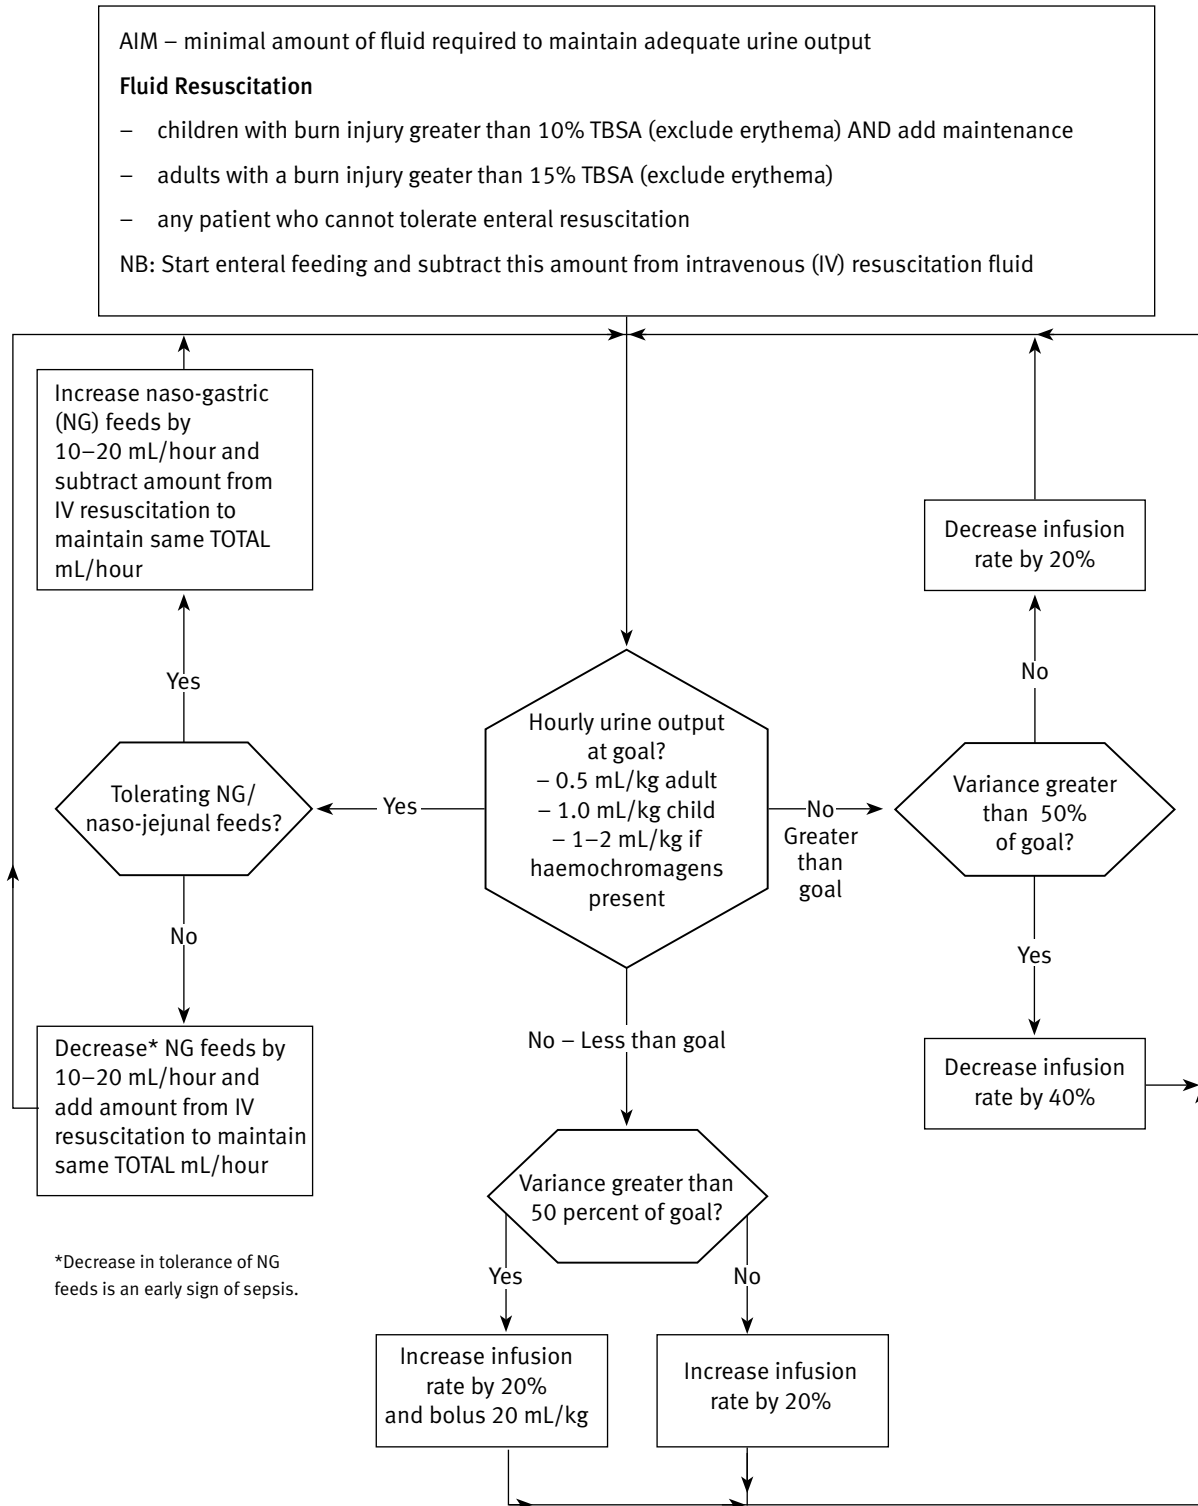 AIM – minimal amount of fluid required to maintain adequate urine output
Fluid Resuscitation
– children with burn injury greater than 10% TBSA (exclude erythema) AND add maintenance
– adults with a burn injury geater than 15% TBSA (exclude erythema)
– any patient who cannot tolerate enteral resuscitation
NB: Start enteral feeding and subtract this amount from intravenous (IV) resuscitation fluid
Increase naso-gastric
(NG) feeds by
10–20 mL/hour and
subtract amount from
IV resuscitation to
maintain same TOTAL
mL/hour
Decrease infusion
rate by 20%
Yes
No
Hourly urine output
at goal?
– 0.5 mL/kg adult
– 1.0 mL/kg child
– 1–2 mL/kg if
haemochromagens
present
Tolerating NG/
naso-jejunal feeds?
Yes
No
Greater
than
goal
Variance greater
than 50%
of goal?
No
Yes
Decrease* NG feeds by
10–20 mL/hour and
add amount from IV
resuscitation to maintain
same TOTAL mL/hour
No – Less than goal
Decrease infusion
rate by 40%
Variance greater than
50 percent of goal?
*Decrease in tolerance of NG
feeds is an early sign of sepsis.
Yes
No
Increase infusion
rate by 20%
and bolus 20 mL/kg
Increase infusion
rate by 20%